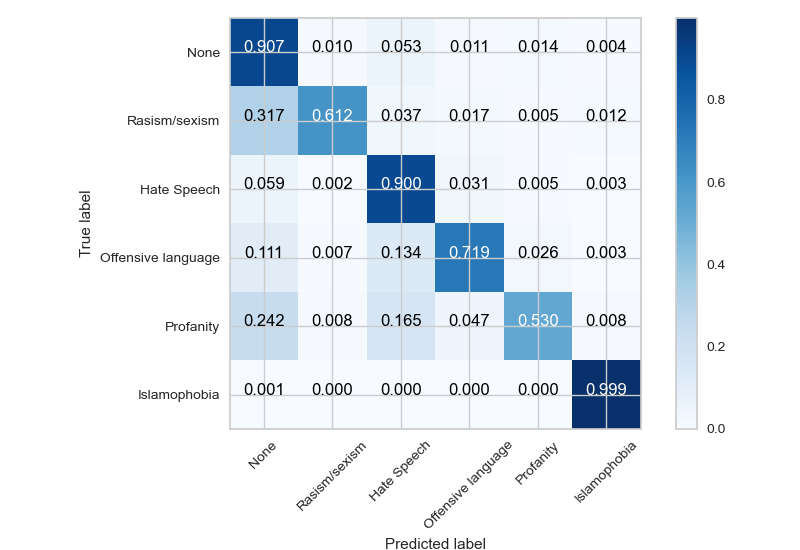 None 0.907 0.010 0.053 0.011 0.014 0.004
Rasism/sexism 0.317 0.612 0.037 0.017 0.005 0.012
Hate Speech 0.059 0.002 0.900 0.031 0.005 0.003
Offensive language 0.111 0.007 0.134 0.719 0.026 0.003
Profanity 0.242 0.008 0.165 0.047 0.530 0.008
Islamophobia 0.001 0.000 0.000 0.000 0.000 0.999
True label
None Rasism/sexism Hate Speech Offensive language Profanity Islamophobia
Predicted label
0.8
0.6
0.4
0.2
0.0